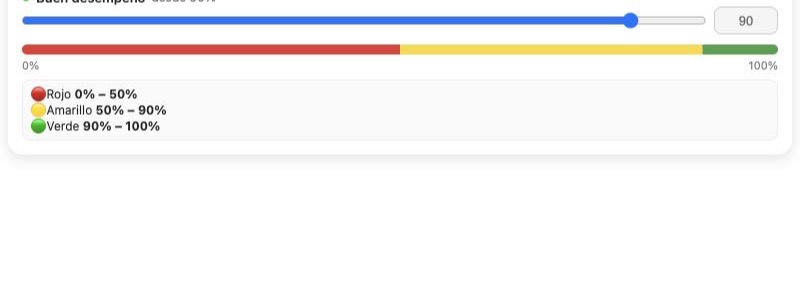 90
0%
100%
Rojo 0% – 50%
Amarillo 50% – 90%
Verde 90% – 100%